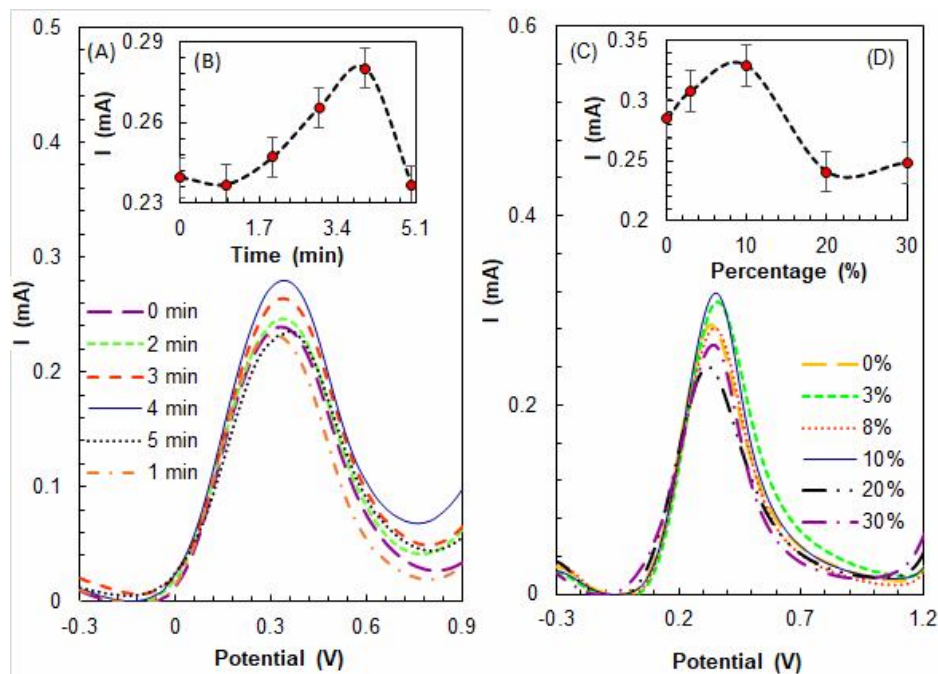 (A)
0.5
0.4
0.3
0.2
0.1
0
I (mA)
-0.3
0
0.3
0.6
0.9
Potential (V)
0 min
2 min
3 min
4 min
5 min
1 min
(B)
0.29
0.26
0.23
I (mA)
0
1.7
3.4
5.1
Time (min)
(C)
0.6
0.4
0.2
0
I (mA)
-0.3
0.2
0.7
1.2
Potential (V)
0%
3%
8%
10%
20%
30%
(D)
0.35
0.3
0.25
0.2
I (mA)
0
10
20
30
Percentage (%)